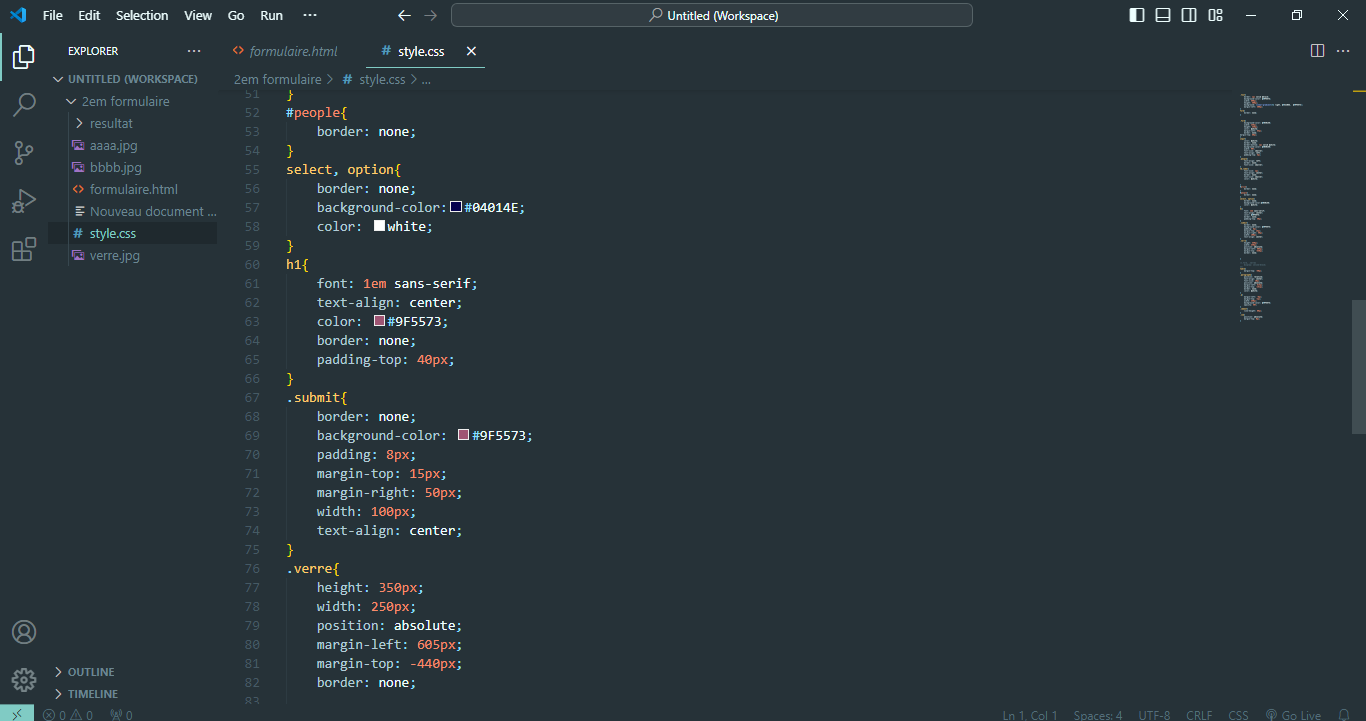 File Edit Selection View Go Run ··· Untitled (Workspace)
EXPLORER ···
formulaire.html
# style.css
UNTITLED (WORKSPACE)
2em formulaire
resultat
aaaa.jpg
bbbb.jpg
formulaire.html
Nouveau document ...
# style.css
verre.jpg
OUTLINE
TIMELINE
2em formulaire > # style.css > ...
51 }
52 #people{
53 border: none;
54 }
55 select, option{
56 border: none;
57 background-color: #04014E;
58 color: white;
59 }
60 h1{
61 font: 1em sans-serif;
62 text-align: center;
63 color: #9F5573;
64 border: none;
65 padding-top: 40px;
66 }
67 .submit{
68 border: none;
69 background-color: #9F5573;
70 padding: 8px;
71 margin-top: 15px;
72 margin-right: 50px;
73 width: 100px;
74 text-align: center;
75 }
76 .verre{
77 height: 350px;
78 width: 250px;
79 position: absolute;
80 margin-left: 605px;
81 margin-top: -440px;
82 border: none;
83
0 0 0 Ln 1, Col 1 Spaces: 4 UTF-8 CRLF CSS Go Live